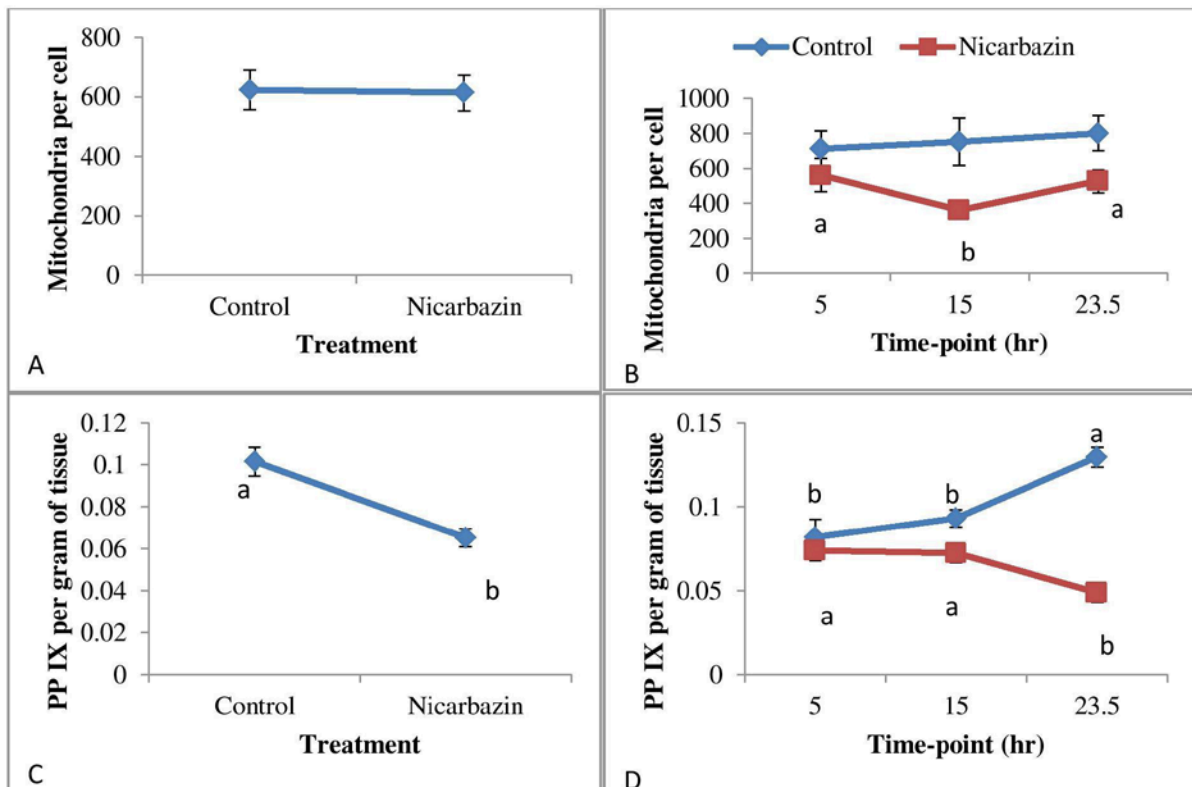 Mitochondria per cell
800
600
400
200
0
Control
Nicarbazin
Treatment
A
Control
Nicarbazin
Mitochondria per cell
1000
800
600
400
200
0
a
b
a
5
15
23.5
Time-point (hr)
B
PP IX per gram of tissue
0.12
0.1
0.08
0.06
0.04
0.02
0
a
b
Control
Nicarbazin
Treatment
C
PP IX per gram of tissue
0.15
0.1
0.05
0
b
b
a
a
a
b
5
15
23.5
Time-point (hr)
D